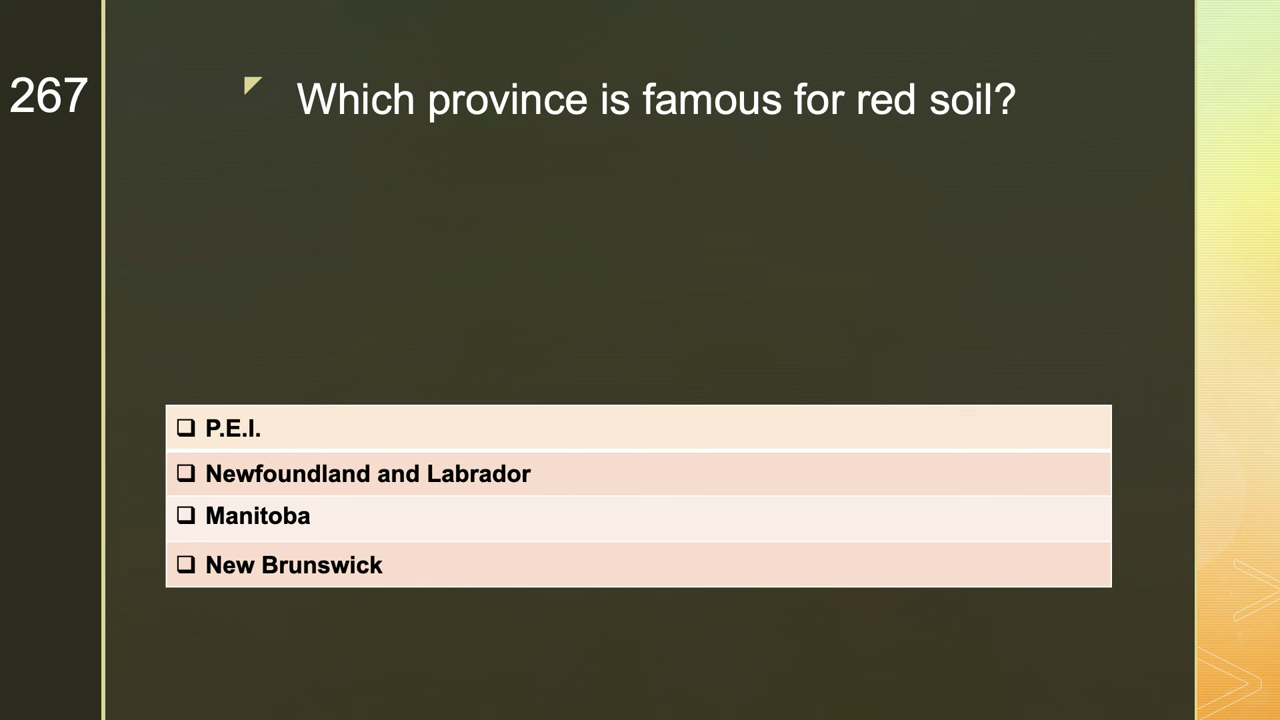 267
Which province is famous for red soil?
❑ P.E.I.
❑ Newfoundland and Labrador
❑ Manitoba
❑ New Brunswick